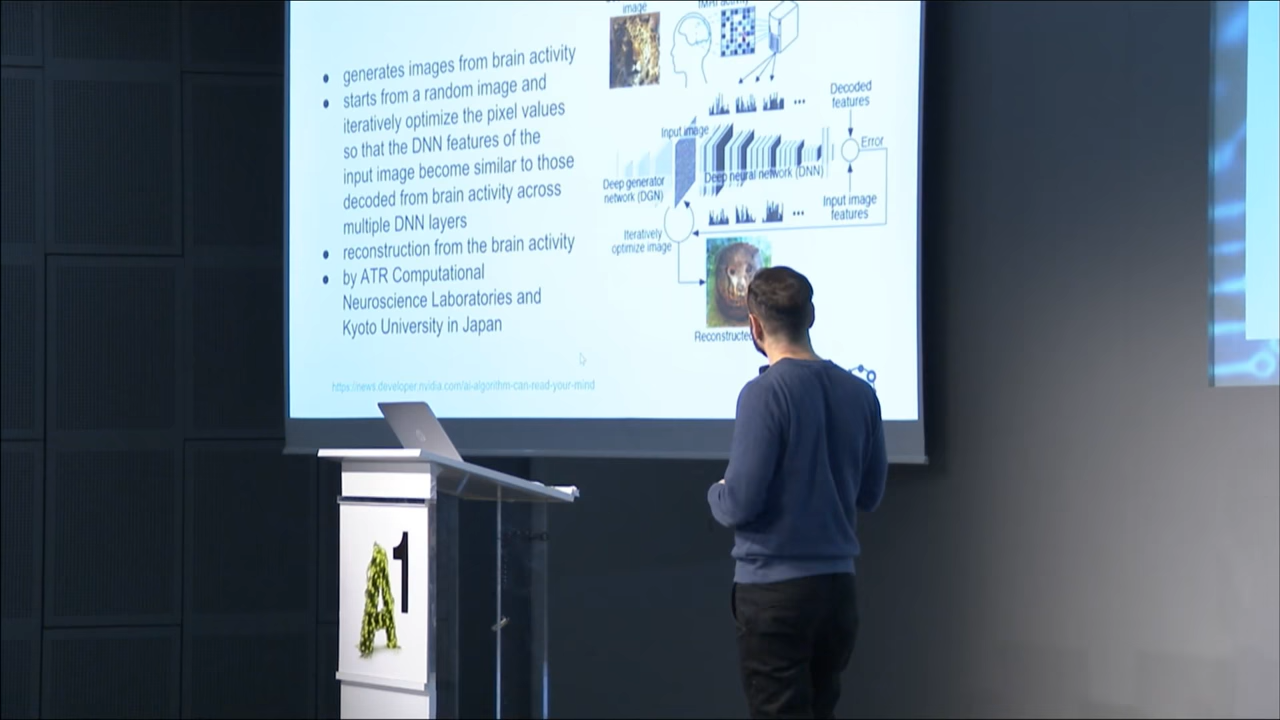 generates images from brain activity
starts from a random image and
iteratively optimize the pixel values
so that the DNN features of the
input image become similar to those
decoded from brain activity across
multiple DNN layers
reconstruction from the brain activity
by ATR Computational
Neuroscience Laboratories and
Kyoto University in Japan
https://news.developer.nvidia.com/ai-algorithm-can-read-your-mind
image
fMRI activity
Decoded
features
Input image
Error
Deep neural network (DNN)
Deep generator
network (DGN)
Input image
features
Iteratively
optimize image
Reconstructed
A1